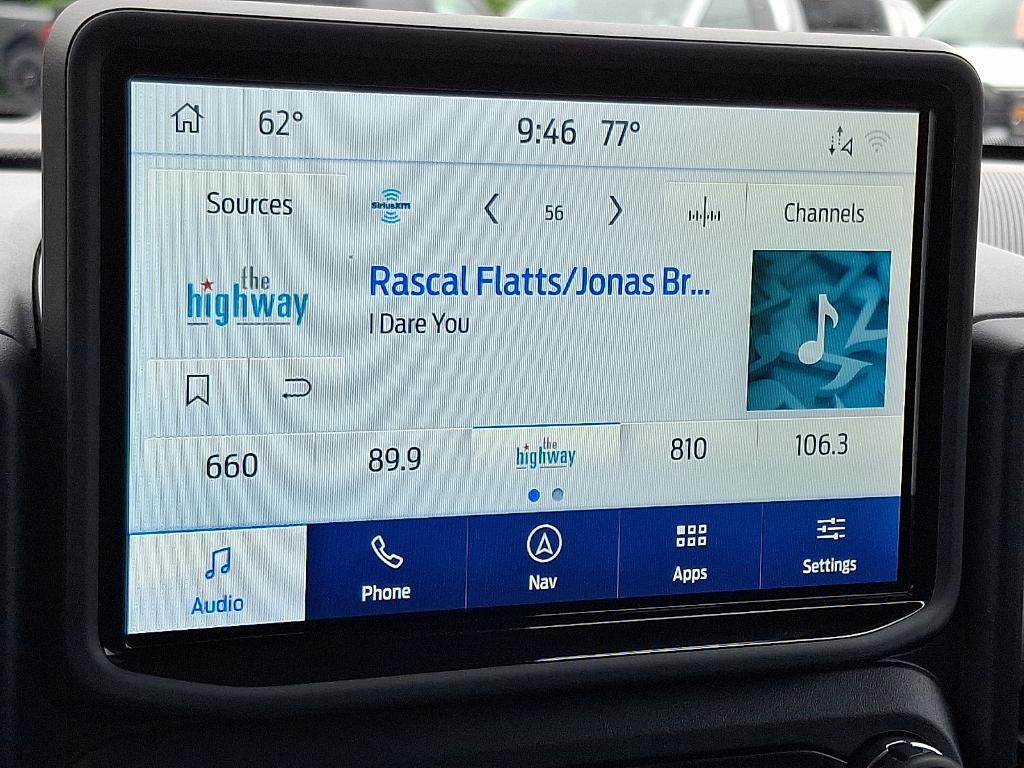 62° 9:46 77°
Sources SiriusXM 56 Channels
the highway
Rascal Flatts/Jonas Br...
I Dare You
660 89.9 the highway 810 106.3
Audio Phone Nav Apps Settings